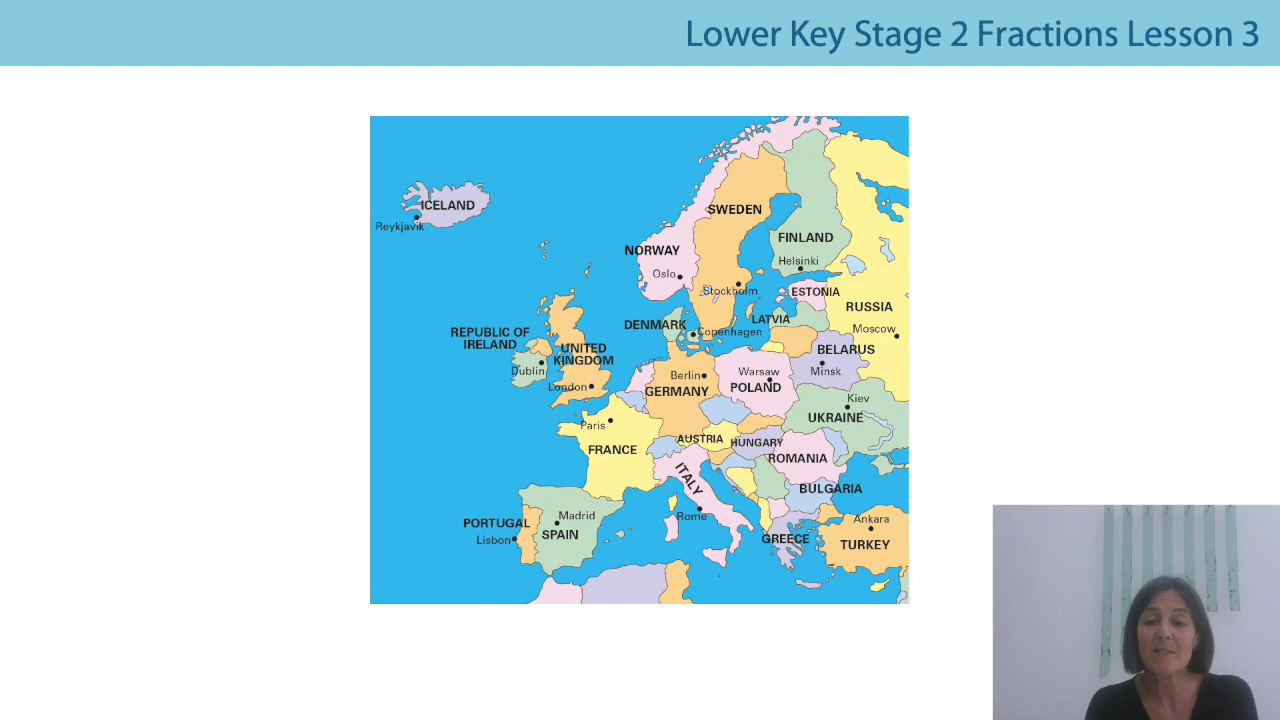 Lower Key Stage 2 Fractions Lesson 3
ICELAND
Reykjavik
SWEDEN
FINLAND
NORWAY
Helsinki
Oslo
Stockholm
ESTONIA
RUSSIA
LATVIA
DENMARK
Copenhagen
Moscow
REPUBLIC OF
IRELAND
UNITED
KINGDOM
BELARUS
Dublin
London
Berlin
GERMANY
Warsaw
POLAND
Minsk
Kiev
UKRAINE
Paris
FRANCE
AUSTRIA
HUNGARY
ROMANIA
ITALY
BULGARIA
Madrid
PORTUGAL
SPAIN
Lisbon
Rome
GREECE
Ankara
TURKEY